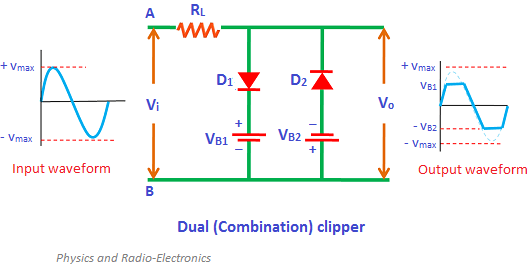 A
RL
+ vmax
- vmax
Input waveform
Vi
D1
D2
+
VB1
−
−
VB2
+
Vo
B
+ vmax
VB1
- VB2
- vmax
Output waveform
Dual (Combination) clipper
Physics and Radio-Electronics